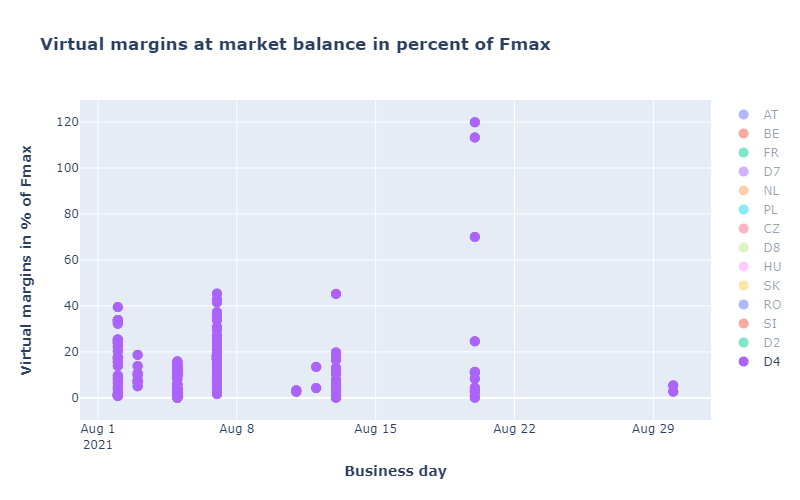 Virtual margins at market balance in percent of Fmax
Virtual margins in % of Fmax
120
100
80
60
40
20
0
Aug 1
2021
Aug 8
Aug 15
Aug 22
Aug 29
Business day
AT
BE
FR
D7
NL
PL
CZ
D8
HU
SK
RO
SI
D2
D4